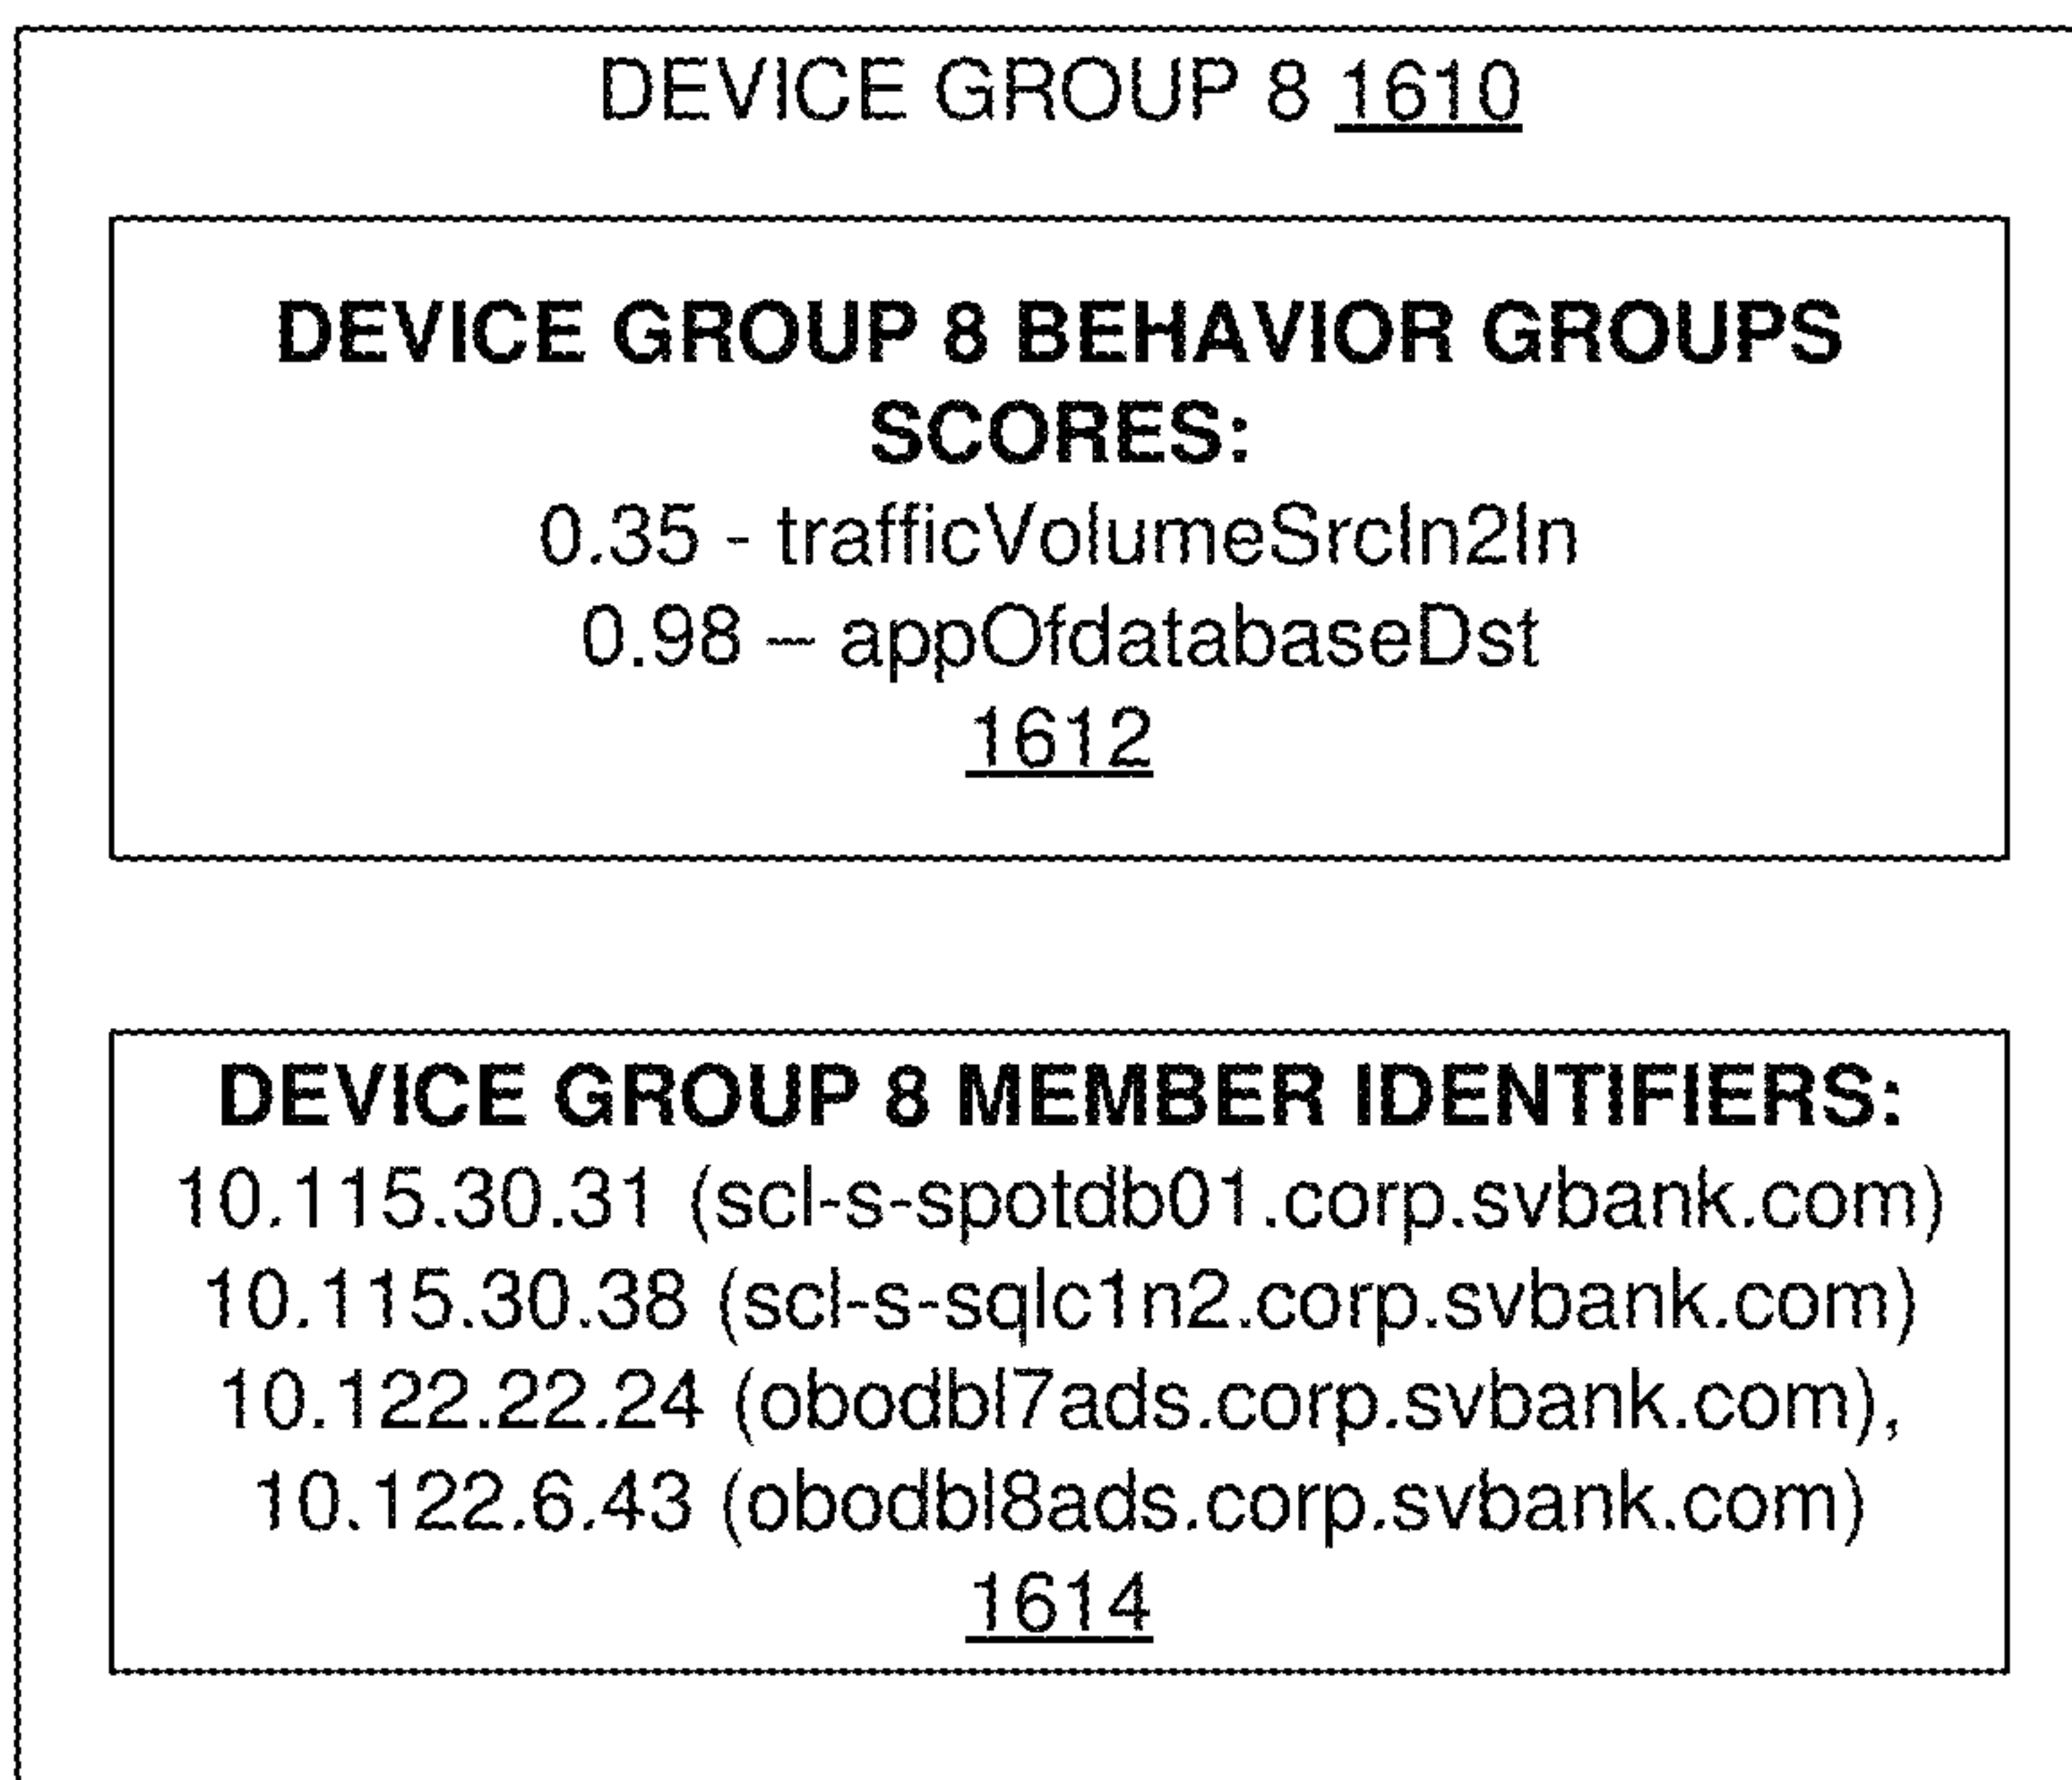 DEVICE GROUP 8 1610
DEVICE GROUP 8 BEHAVIOR GROUPS
SCORES:
0.35 - trafficVolumeSrcIn2In
0.98 – appOfdatabaseDst
1612
DEVICE GROUP 8 MEMBER IDENTIFIERS:
10.115.30.31 (scl-s-spotdb01.corp.svbank.com)
10.115.30.38 (scl-s-sqlc1n2.corp.svbank.com)
10.122.22.24 (obodbl7ads.corp.svbank.com),
10.122.6.43 (obodbl8ads.corp.svbank.com)
1614